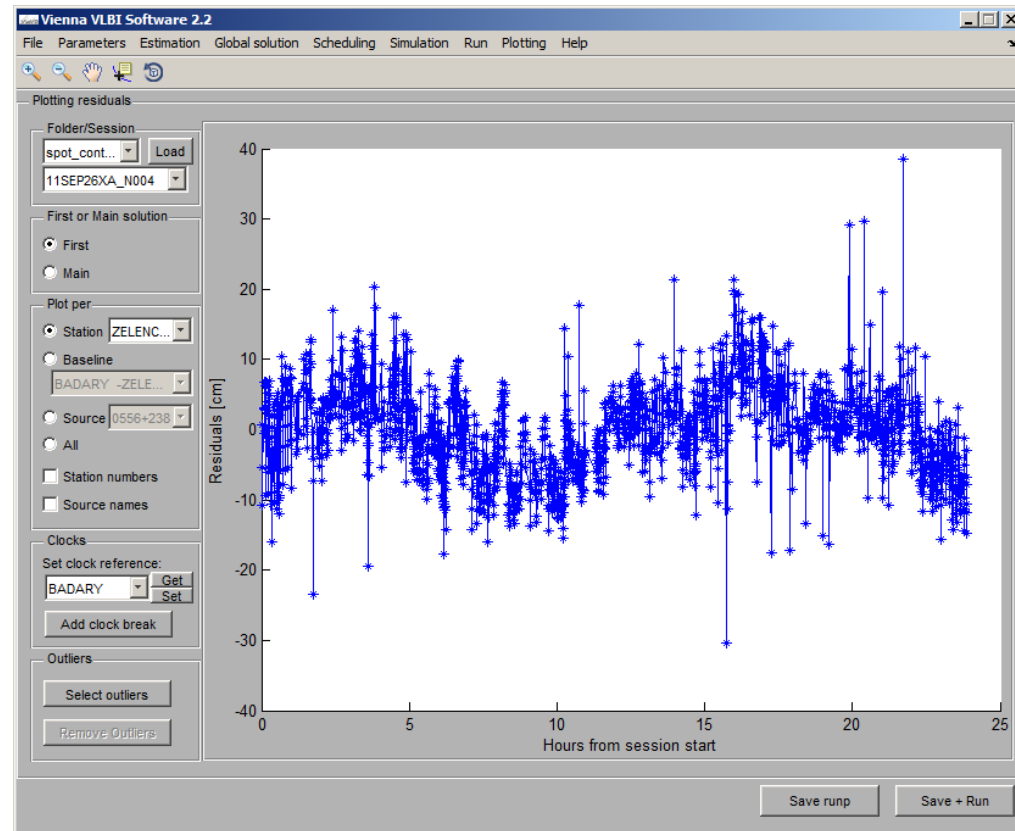 Vienna VLBI Software 2.2
File Parameters Estimation Global solution Scheduling Simulation Run Plotting Help
Plotting residuals
Folder/Session
spot_cont... Load
11SEP26XA_N004
First or Main solution
First
Main
Plot per
Station ZELENC...
Baseline
BADARY -ZELE...
Source 0556+238
All
Station numbers
Source names
Clocks
Set clock reference:
BADARY Get
Set
Add clock break
Outliers
Select outliers
Remove Outliers
40
30
20
10
0
-10
-20
-30
-40
Residuals [cm]
0 5 10 15 20 25
Hours from session start
Save runp Save + Run